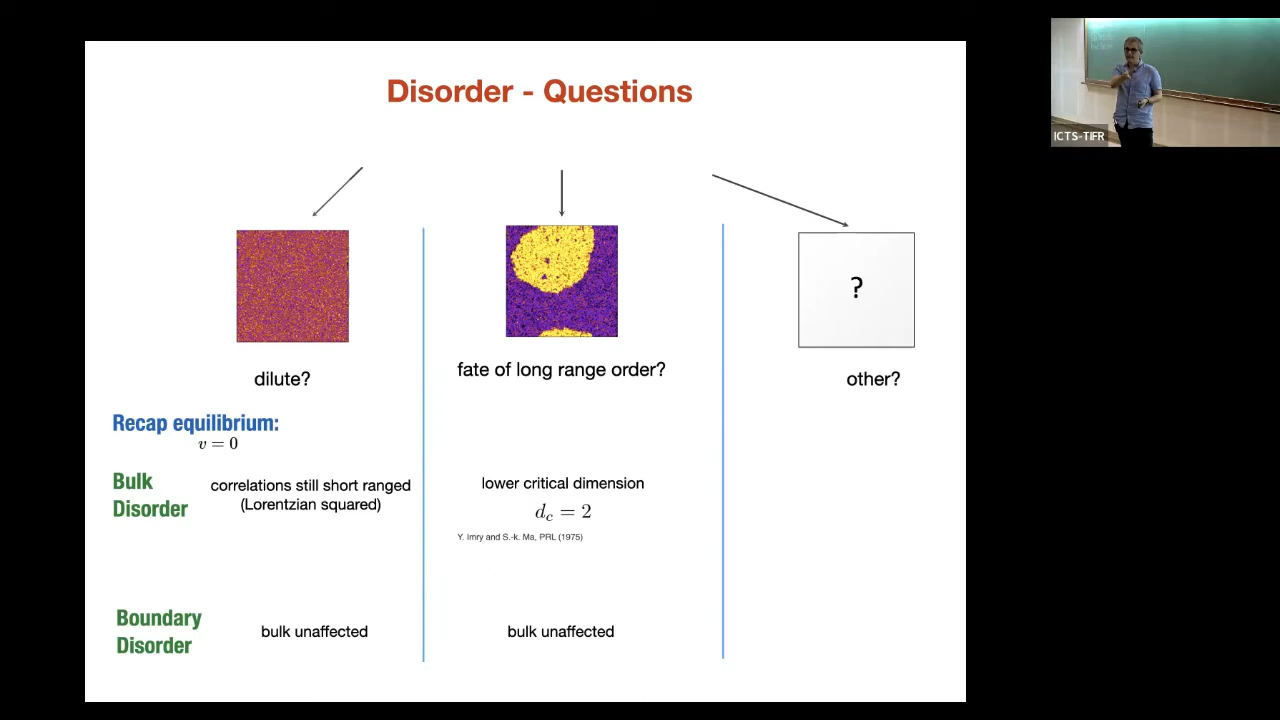 Disorder - Questions
?
dilute?
fate of long range order?
other?
Recap equilibrium:
v = 0
Bulk
Disorder
correlations still short ranged
(Lorentzian squared)
lower critical dimension
d_c = 2
Y. Imry and S.-k. Ma, PRL (1975)
Boundary
Disorder
bulk unaffected
bulk unaffected
ICTS-TIFR